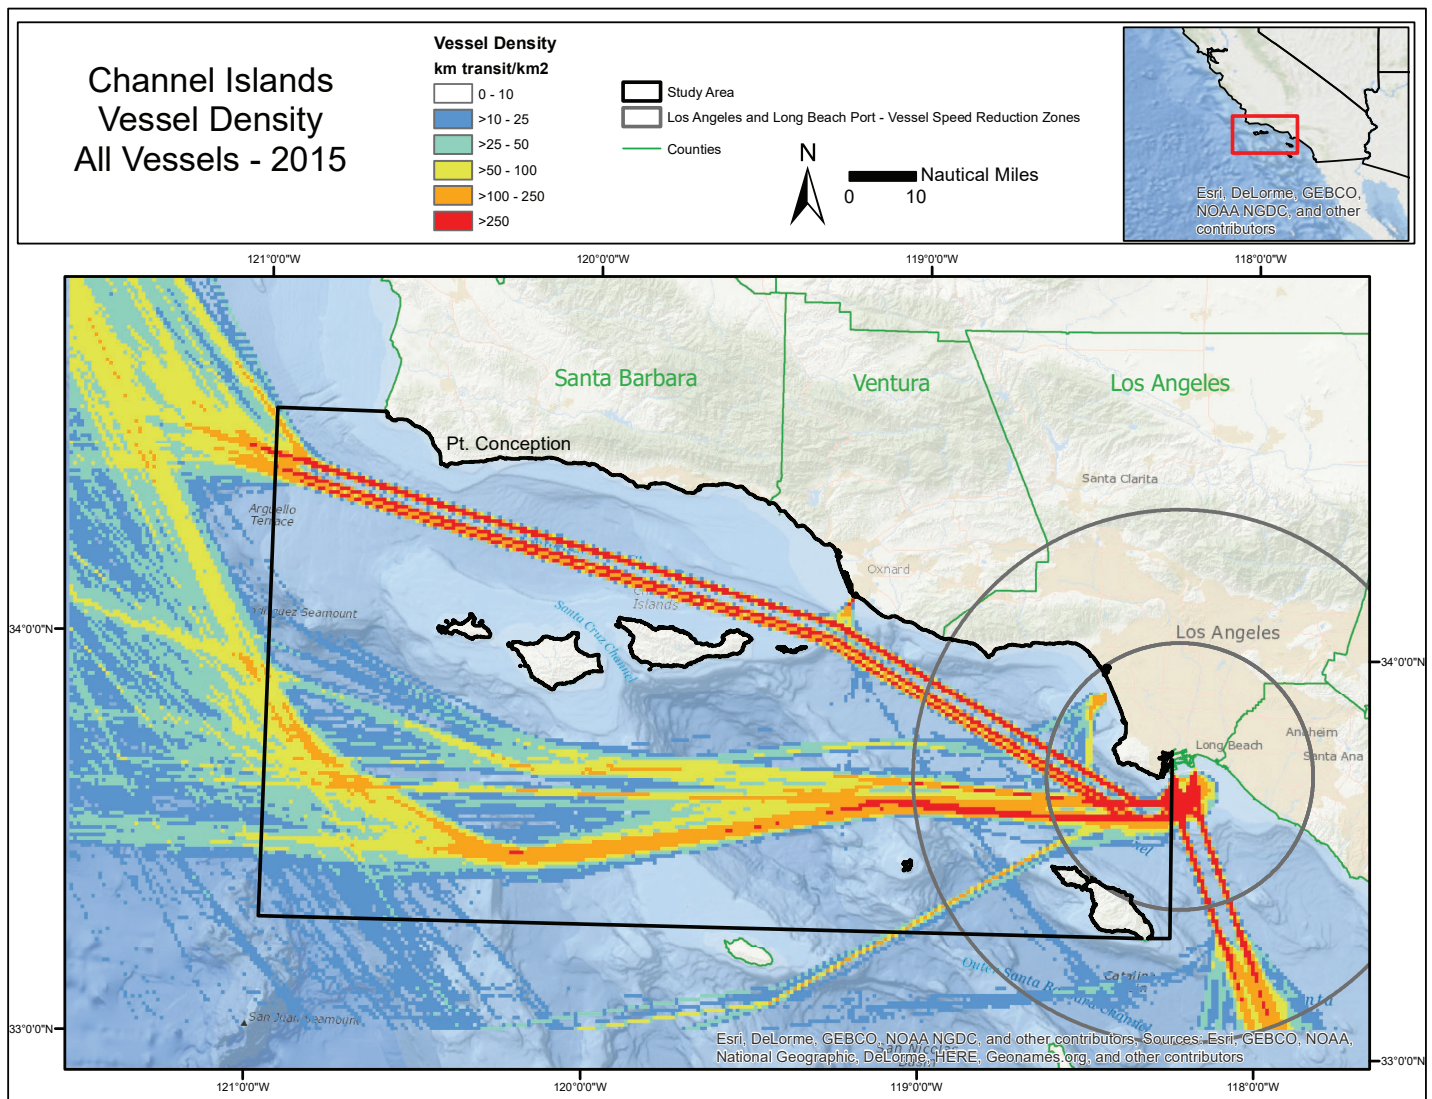 Channel Islands
Vessel Density
All Vessels - 2015
Vessel Density
km transit/km2
0 - 10
>10 - 25
>25 - 50
>50 - 100
>100 - 250
>250
Study Area
Los Angeles and Long Beach Port - Vessel Speed Reduction Zones
Counties
N
Nautical Miles
0 10
Esri, DeLorme, GEBCO,
NOAA NGDC, and other
contributors
121°0'0"W 120°0'0"W 119°0'0"W 118°0'0"W
Santa Barbara
Ventura
Los Angeles
Pt. Conception
Santa Clarita
Arguello
Terrace
Oxnard
Islands
Seamount
Santa Cruz Channel
34°0'0"N
34°0'0"N
Los Angeles
Long Beach
Anaheim
Santa Ana
Outer Santa
Channel
San Juan Seamount
33°0'0"N
33°0'0"N
Esri, DeLorme, GEBCO, NOAA NGDC, and other contributors, Sources: Esri, GEBCO, NOAA,
National Geographic, DeLorme, HERE, Geonames.org, and other contributors
121°0'0"W 120°0'0"W 119°0'0"W 118°0'0"W